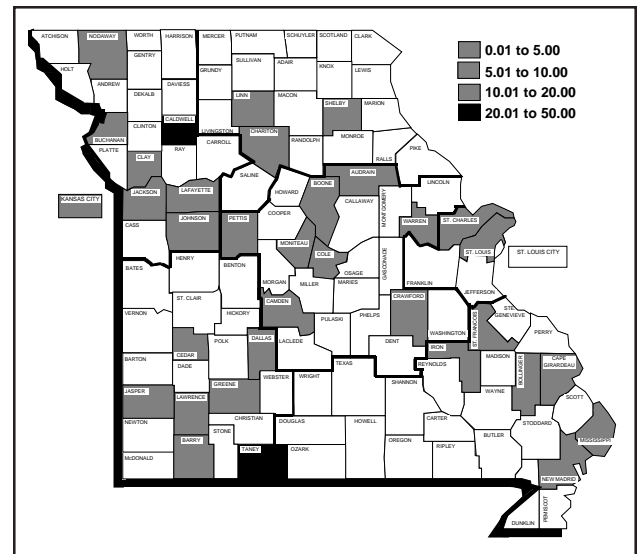 ATCHISON
NODAWAY
WORTH
HARRISON
MERCER
PUTNAM
SCHUYLER
SCOTLAND
CLARK
0.01 to 5.00
5.01 to 10.00
10.01 to 20.00
20.01 to 50.00
GENTRY
SULLIVAN
ADAIR
HOLT
GRUNDY
KNOX
LEWIS
ANDREW
DAVIESS
DEKALB
LINN
MACON
SHELBY
MARION
CALDWELL
CLINTON
LIVINGSTON
CHARITON
BUCHANAN
RANDOLPH
MONROE
PLATTE
RAY
CARROLL
PIKE
CLAY
RALLS
SALINE
AUDRAIN
BOONE
LINCOLN
JACKSON
LAFAYETTE
HOWARD
KANSAS CITY
CALLAWAY
MONTGOMERY
COOPER
JOHNSON
PETTIS
WARREN
ST. CHARLES
CASS
MONITEAU
COLE
ST. LOUIS
ST. LOUIS CITY
HENRY
OSAGE
GASCONADE
BATES
BENTON
MORGAN
MILLER
MARIES
FRANKLIN
JEFFERSON
ST. CLAIR
CAMDEN
CRAWFORD
STE.
GENEVIEVE
VERNON
HICKORY
PULASKI
PHELPS
WASHINGTON
ST. FRANCOIS
PERRY
POLK
DALLAS
LACLEDE
DENT
IRON
BARTON
CEDAR
DADE
TEXAS
REYNOLDS
MADISON
BOLLINGER
CAPE
GIRARDEAU
WEBSTER
WRIGHT
SHANNON
JASPER
GREENE
WAYNE
LAWRENCE
SCOTT
NEWTON
CHRISTIAN
DOUGLAS
HOWELL
CARTER
STODDARD
STONE
BARRY
OREGON
BUTLER
MISSISSIPPI
McDONALD
TANEY
OZARK
RIPLEY
NEW MADRID
DUNKLIN
PEMISCOT